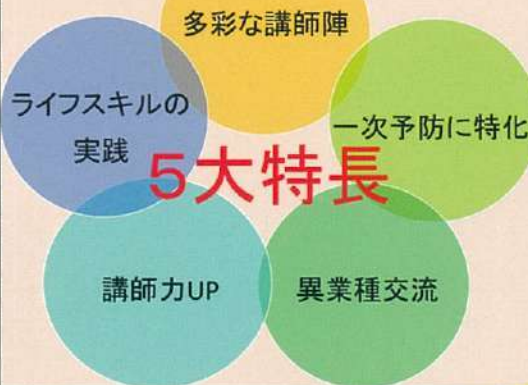 多彩な講師陣
ライフスキルの
実践
一次予防に特化
5大特長
講師力UP
異業種交流